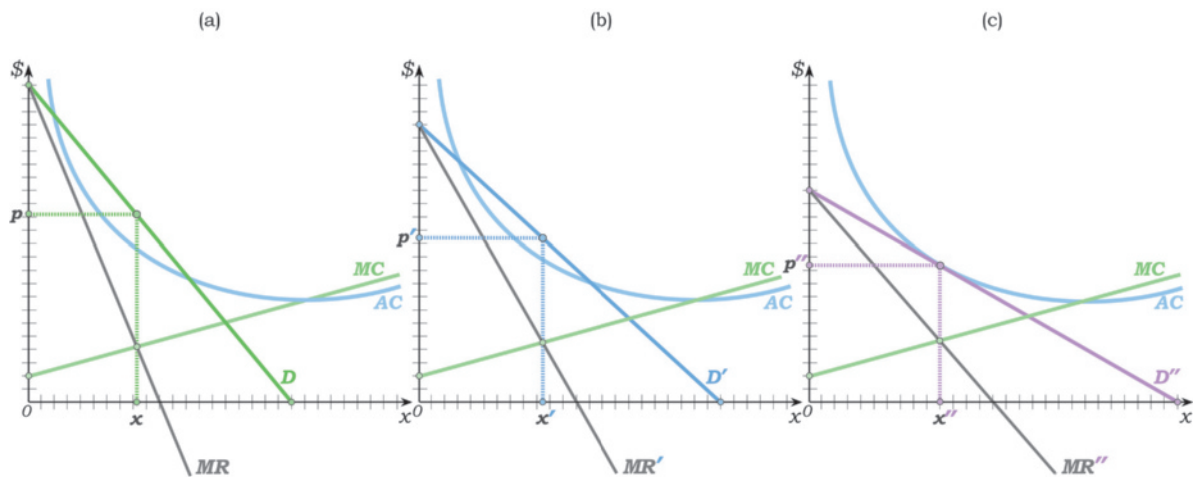 (a)
(b)
(c)
$
$
$
p
p′
p″
MC
MC
MC
AC
AC
AC
D
D′
D″
0
x
x
0
x′
x
0
x″
x
MR
MR′
MR″